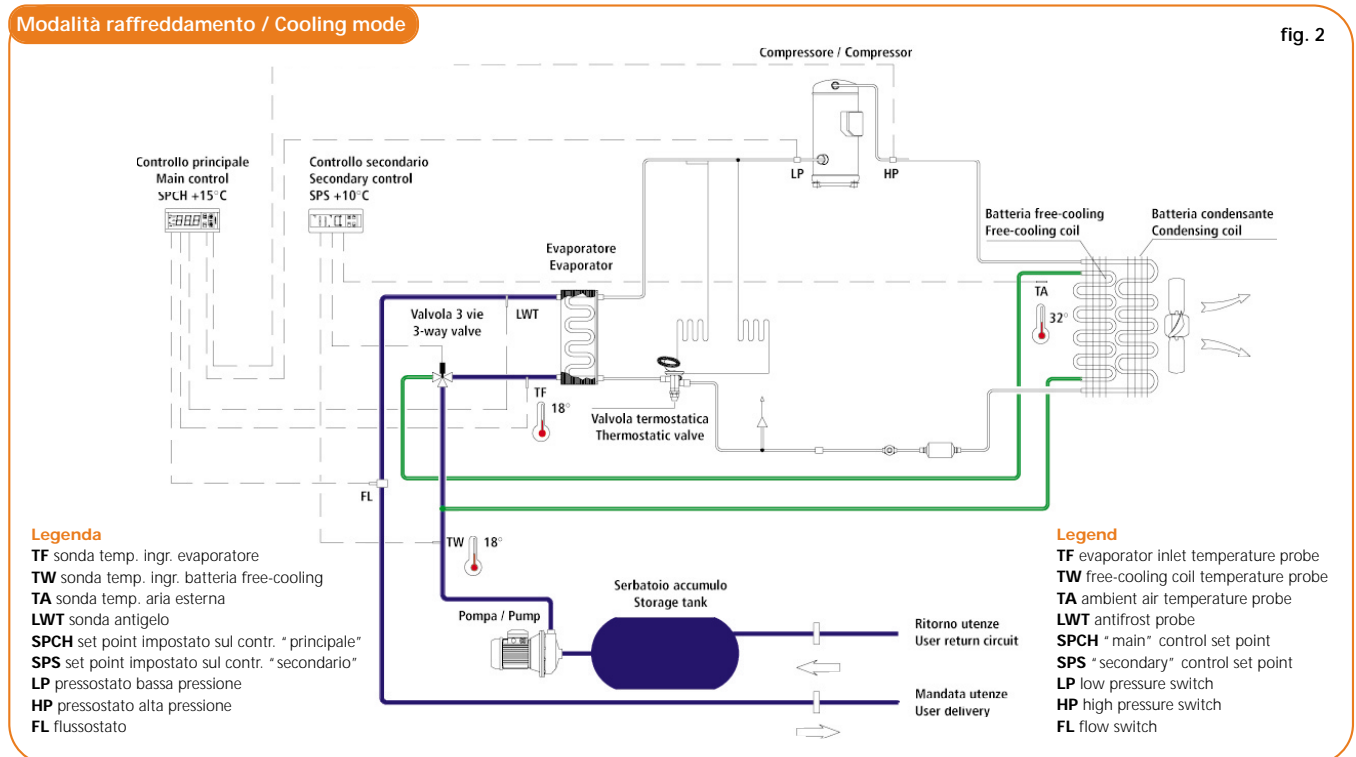 Modalità raffreddamento / Cooling mode
fig. 2
Compressore / Compressor
Controllo principale
Main control
SPCH +15°C
Controllo secondario
Secondary control
SPS +10°C
LP
HP
Batteria free-cooling
Free-cooling coil
Batteria condensante
Condensing coil
Evaporatore
Evaporator
TA
32°
Valvola 3 vie
3-way valve
LWT
TF
18°
Valvola termostatica
Thermostatic valve
FL
TW
18°
Serbatoio accumulo
Storage tank
Pompa / Pump
Ritorno utenze
User return circuit
Mandata utenze
User delivery
Legenda
TF sonda temp. ingr. evaporatore
TW sonda temp. ingr. batteria free-cooling
TA sonda temp. aria esterna
LWT sonda antigelo
SPCH set point impostato sul contr. “principale”
SPS set point impostato sul contr. “secondario”
LP pressostato bassa pressione
HP pressostato alta pressione
FL flussostato
Legend
TF evaporator inlet temperature probe
TW free-cooling coil temperature probe
TA ambient air temperature probe
LWT antifrost probe
SPCH “main” control set point
SPS “secondary” control set point
LP low pressure switch
HP high pressure switch
FL flow switch